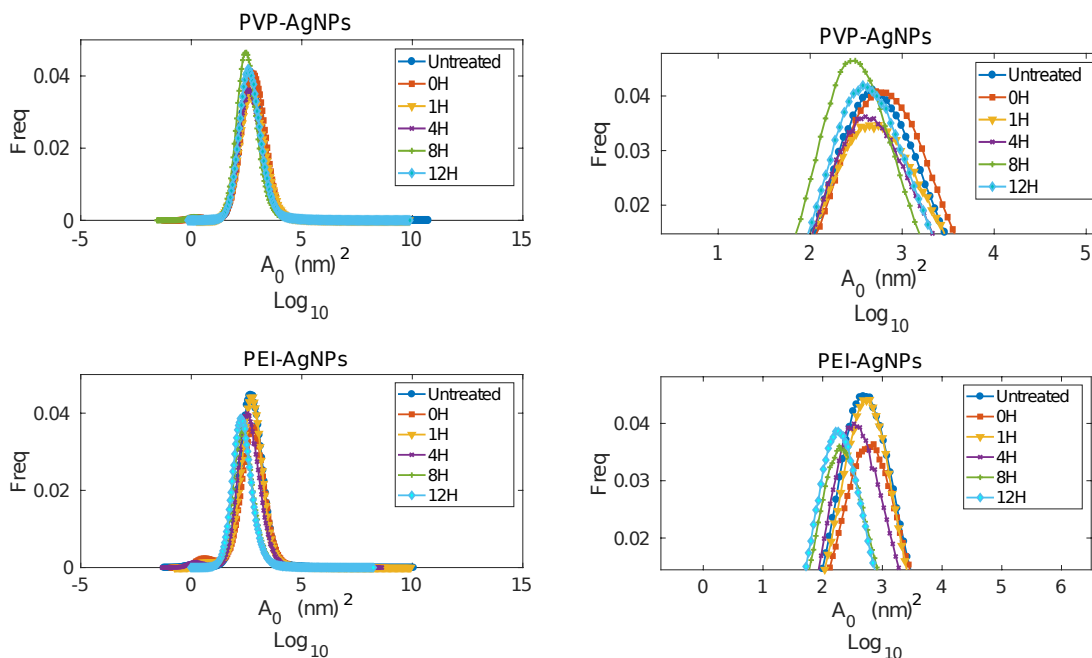 PVP-AgNPs
Freq
0.04
0.02
0
-5
0
5
10
15
A0 (nm)2
Log10
Untreated
0H
1H
4H
8H
12H
PVP-AgNPs
Freq
0.04
0.03
0.02
1
2
3
4
5
A0 (nm)2
Log10
Untreated
0H
1H
4H
8H
12H
PEI-AgNPs
Freq
0.04
0.02
0
-5
0
5
10
15
A0 (nm)2
Log10
Untreated
0H
1H
4H
8H
12H
PEI-AgNPs
Freq
0.04
0.03
0.02
0
1
2
3
4
5
6
A0 (nm)2
Log10
Untreated
0H
1H
4H
8H
12H